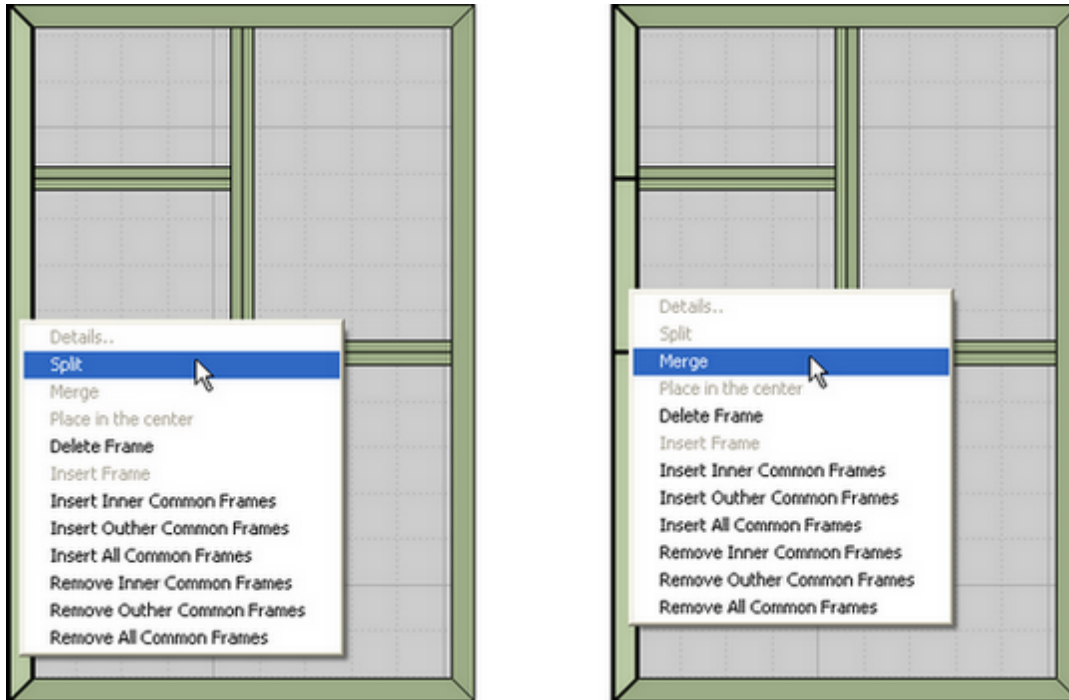 Details..
Split
Merge
Place in the center
Delete Frame
Insert Frame
Insert Inner Common Frames
Insert Outher Common Frames
Insert All Common Frames
Remove Inner Common Frames
Remove Outher Common Frames
Remove All Common Frames
Details..
Split
Merge
Place in the center
Delete Frame
Insert Frame
Insert Inner Common Frames
Insert Outher Common Frames
Insert All Common Frames
Remove Inner Common Frames
Remove Outher Common Frames
Remove All Common Frames